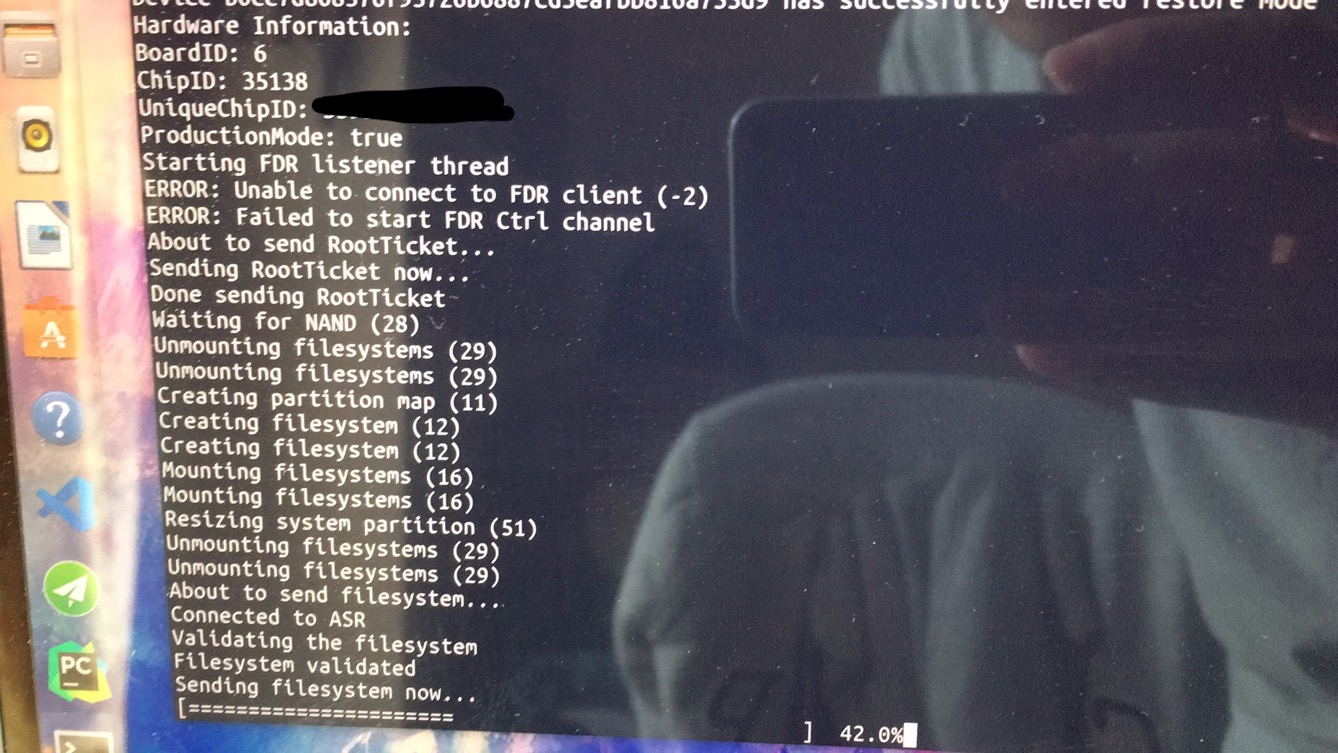 has successfully entered restore mode
Hardware Information:
BoardID: 6
ChipID: 35138
UniqueChipID:
ProductionMode: true
Starting FDR listener thread
ERROR: Unable to connect to FDR client (-2)
ERROR: Failed to start FDR Ctrl channel
About to send RootTicket...
Sending RootTicket now...
Done sending RootTicket
Waiting for NAND (28)
Unmounting filesystems (29)
Unmounting filesystems (29)
Creating partition map (11)
Creating filesystem (12)
Creating filesystem (12)
Mounting filesystems (16)
Mounting filesystems (16)
Resizing system partition (51)
Unmounting filesystems (29)
Unmounting filesystems (29)
About to send filesystem...
Connected to ASR
Validating the filesystem
Filesystem validated
Sending filesystem now...
[====================== ] 42.0%
PC